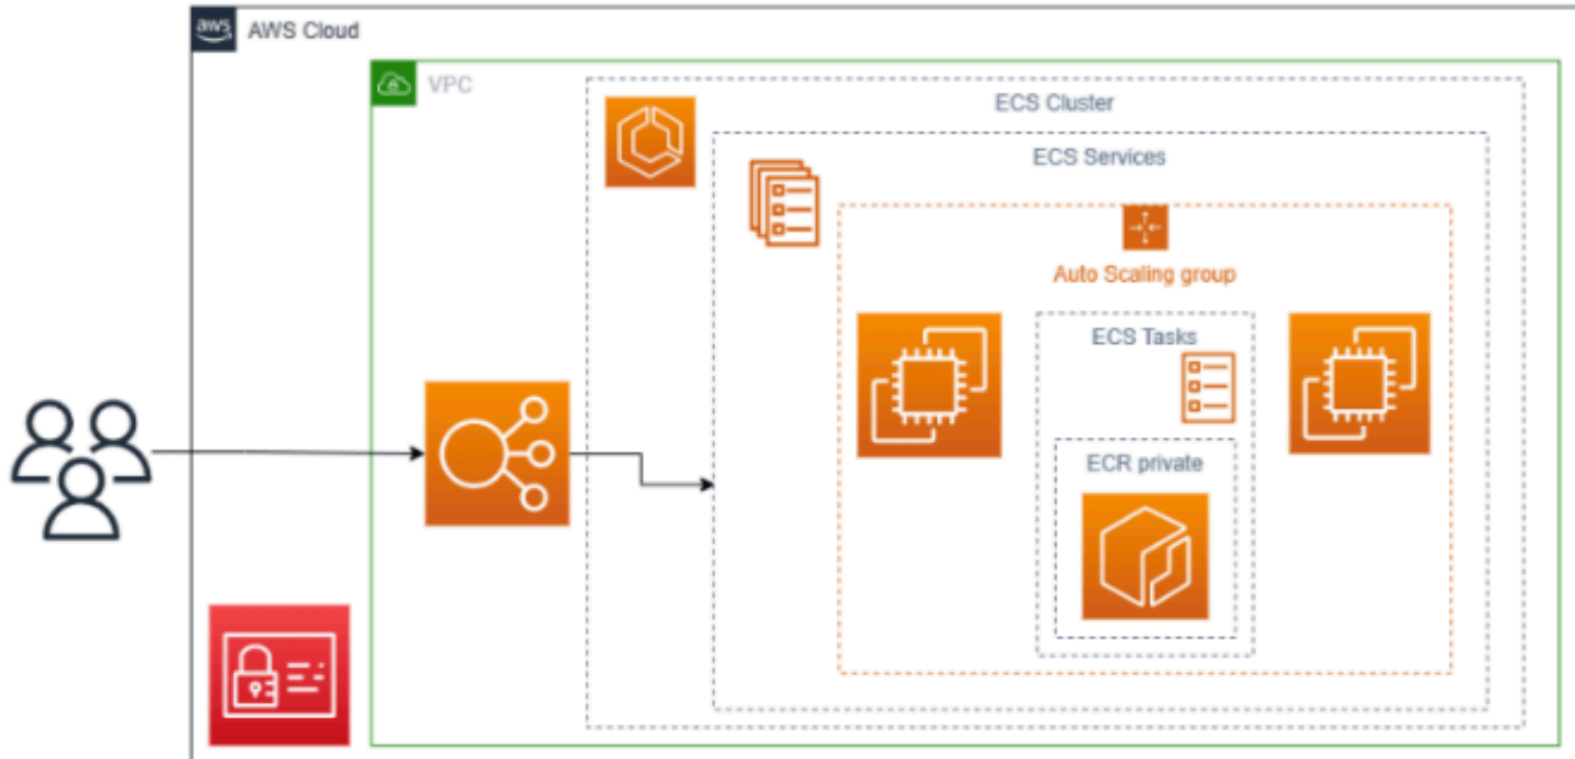 aws
AWS Cloud
VPC
ECS Cluster
ECS Services
Auto Scaling group
ECS Tasks
ECR private